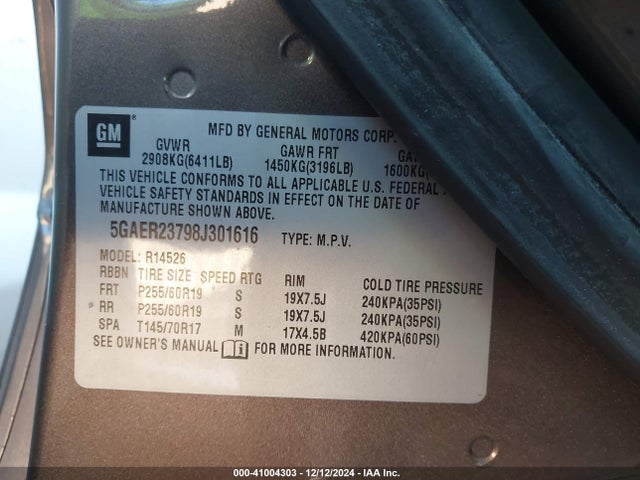 GM
MFD BY GENERAL MOTORS CORP.
GVWR GAWR FRT
2908KG(6411LB) 1450KG(3196LB) 1600KG
THIS VEHICLE CONFORMS TO ALL APPLICABLE U.S. FEDERAL
VEHICLE SAFETY STANDARDS IN EFFECT ON THE DATE OF
MANUFACTURE SHOWN ABOVE.
5GAER23798J301616 TYPE: M.P.V.
MODEL: R14526
RBBN TIRE SIZE SPEED RTG RIM COLD TIRE PRESSURE
FRT P255/60R19 S 19X7.5J 240KPA(35PSI)
RR P255/60R19 S 19X7.5J 240KPA(35PSI)
SPA T145/70R17 M 17X4.5B 420KPA(60PSI)
SEE OWNER'S MANUAL FOR MORE INFORMATION.
000-41004303 - 12/12/2024 - IAA Inc.